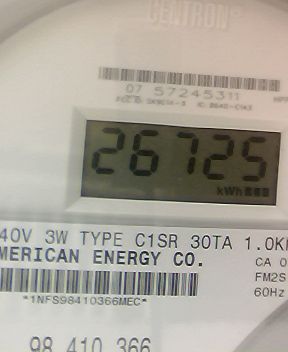 CENTRON®
07 57245311
26725
kWh
40V 3W TYPE C1SR 30TA 1.0K
MERICAN ENERGY CO.
CA 0
FM2S
60Hz
*1NFS98410366MEC*
98 410 366